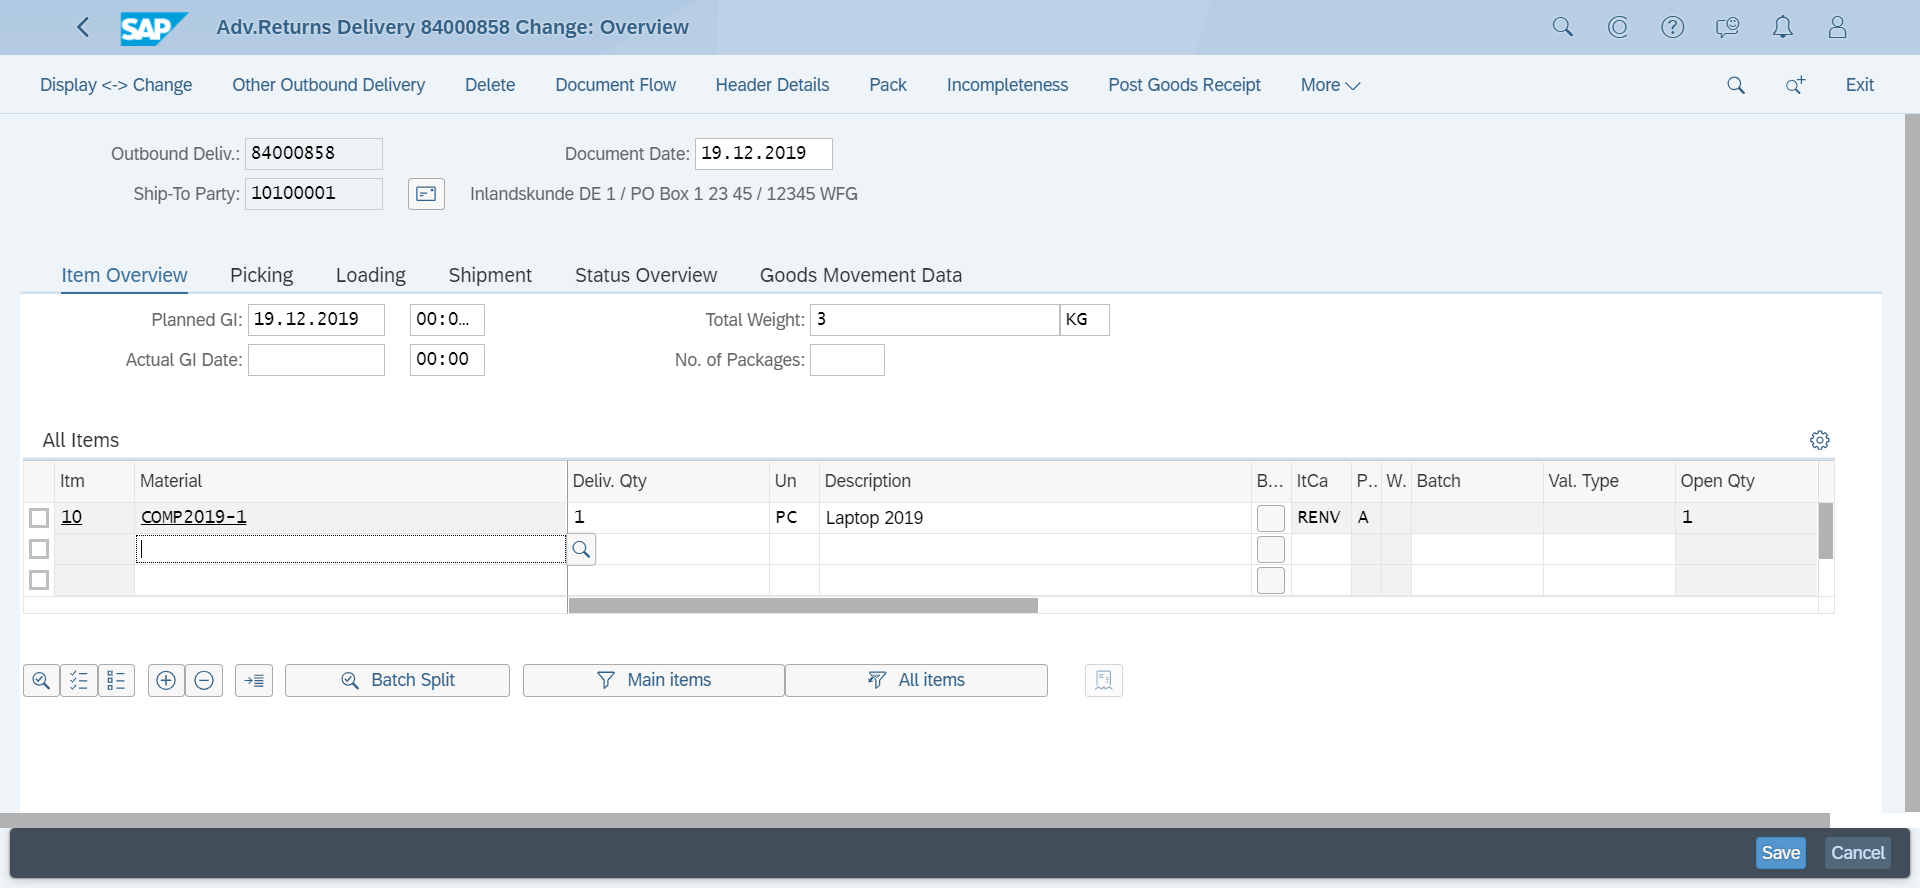 SAP Adv.Returns Delivery 84000858 Change: Overview
Display <-> Change Other Outbound Delivery Delete Document Flow Header Details Pack Incompleteness Post Goods Receipt More Exit
Outbound Deliv.: 84000858 Document Date: 19.12.2019
Ship-To Party: 10100001 Inlandskunde DE 1 / PO Box 1 23 45 / 12345 WFG
Item Overview Picking Loading Shipment Status Overview Goods Movement Data
Planned GI: 19.12.2019 00:0... Total Weight: 3 KG
Actual GI Date: 00:00 No. of Packages:
All Items
Itm Material Deliv. Qty Un Description B... ItCa P.. W. Batch Val. Type Open Qty
10 COMP2019-1 1 PC Laptop 2019 RENV A 1
Batch Split Main items All items
Save Cancel